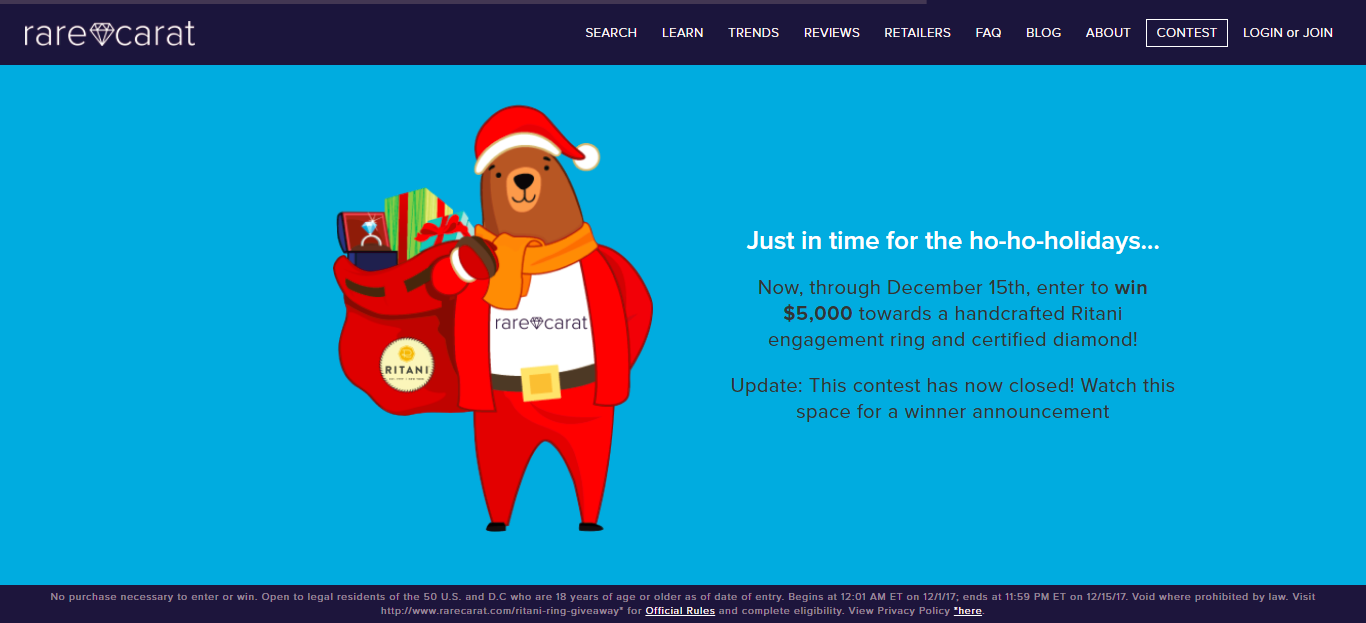 rare carat
SEARCH LEARN TRENDS REVIEWS RETAILERS FAQ BLOG ABOUT CONTEST LOGIN or JOIN
Just in time for the ho-ho-holidays...
Now, through December 15th, enter to win
$5,000 towards a handcrafted Ritani
engagement ring and certified diamond!
Update: This contest has now closed! Watch this
space for a winner announcement
rare carat
RITANI
No purchase necessary to enter or win. Open to legal residents of the 50 U.S. and D.C who are 18 years of age or older as of date of entry. Begins at 12:01 AM ET on 12/1/17; ends at 11:59 PM ET on 12/15/17. Void where prohibited by law. Visit
http://www.rarecarat.com/ritani-ring-giveaway* for Official Rules and complete eligibility. View Privacy Policy *here.